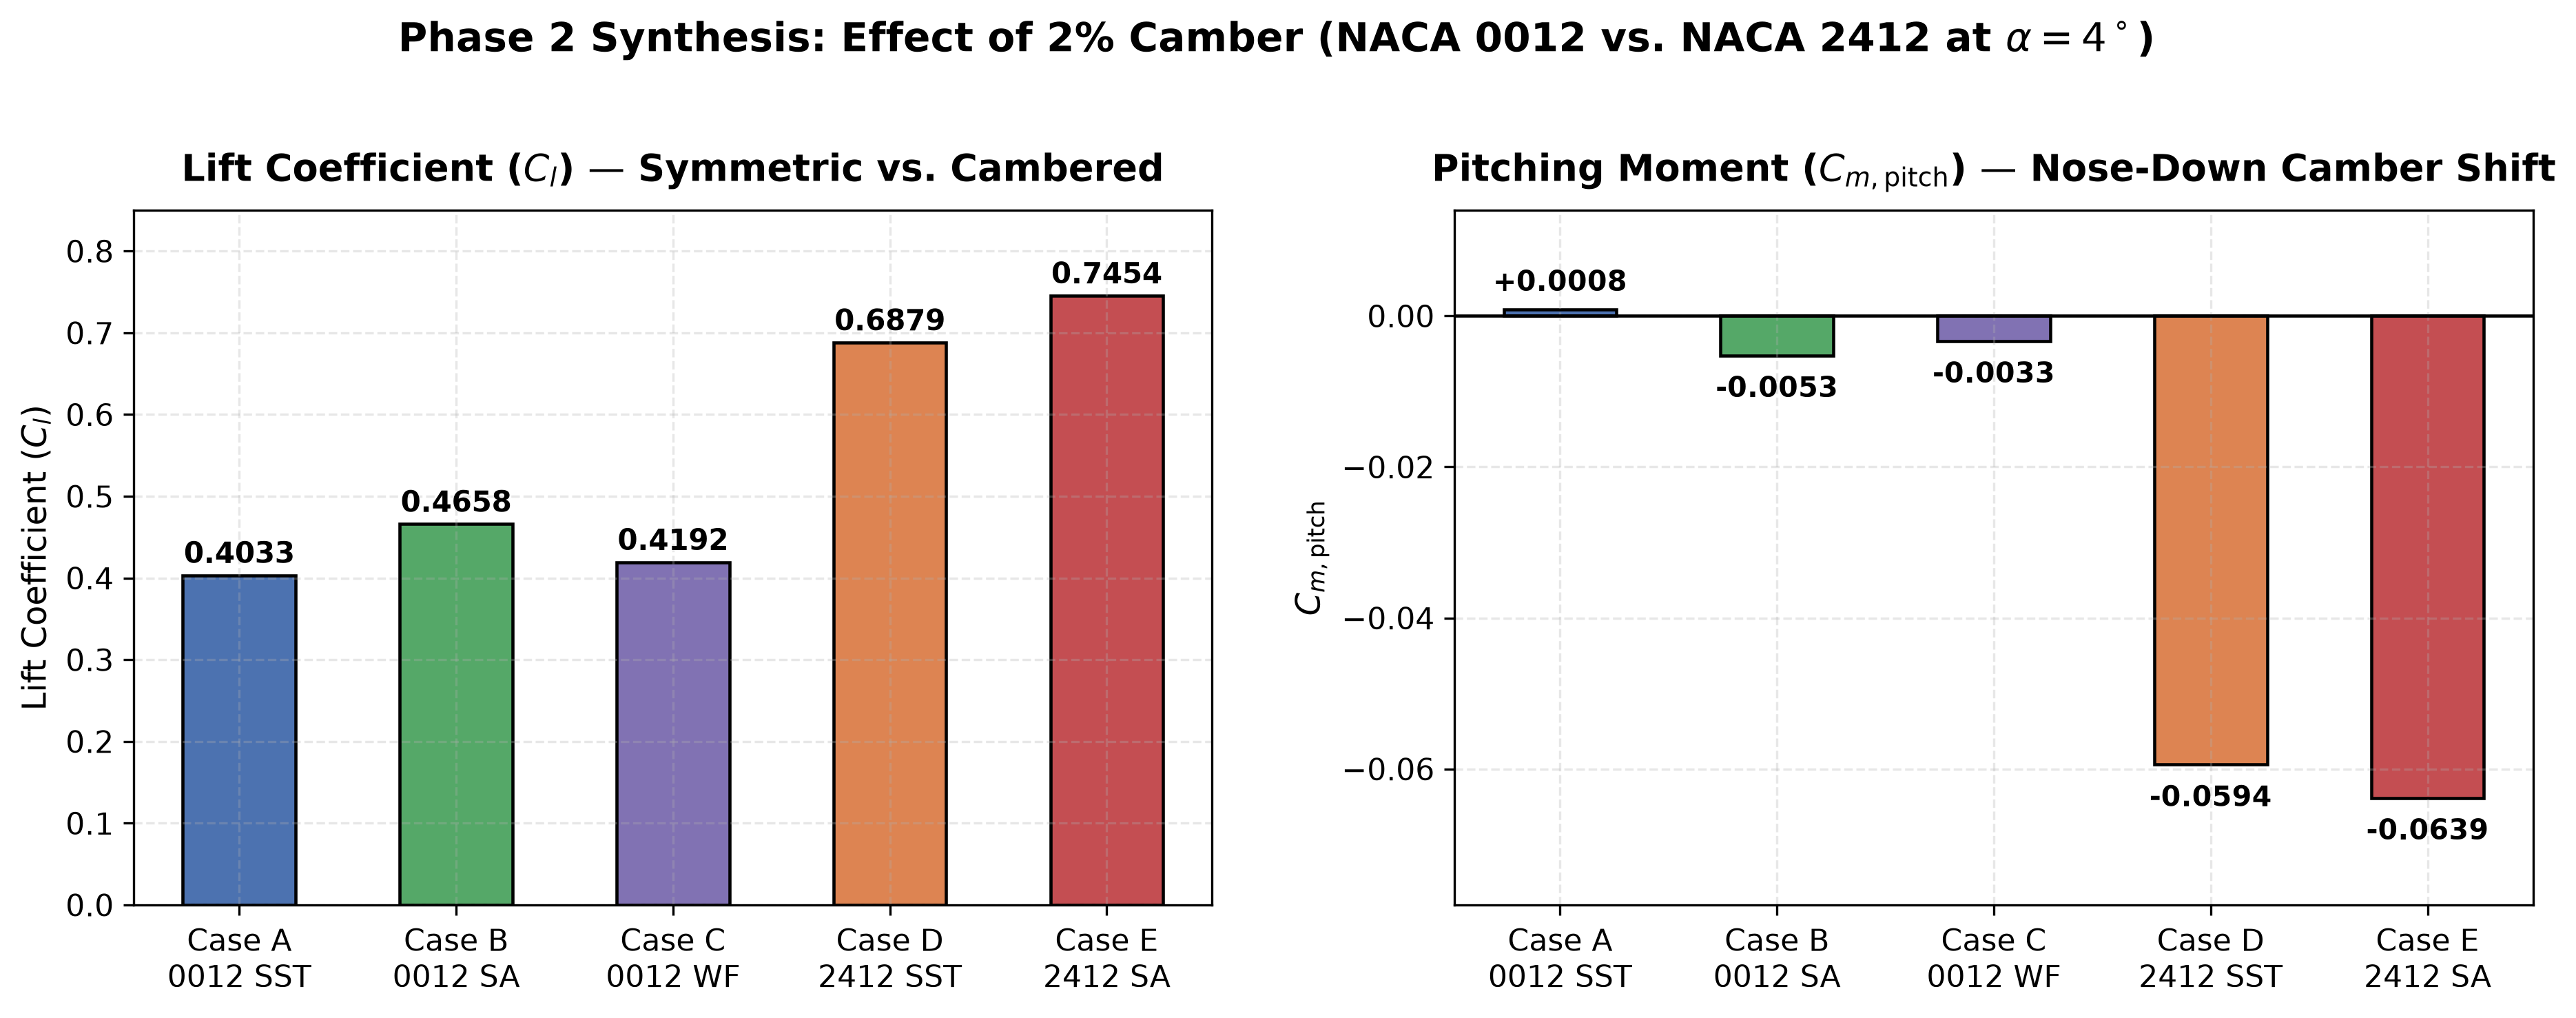 Phase 2 Synthesis: Effect of 2% Camber (NACA 0012 vs. NACA 2412 at α = 4°)
Lift Coefficient (C_l) — Symmetric vs. Cambered
Lift Coefficient (C_l)
0.8
0.7
0.6
0.5
0.4
0.3
0.2
0.1
0.0
0.4033
0.4658
0.4192
0.6879
0.7454
Case A
0012 SST
Case B
0012 SA
Case C
0012 WF
Case D
2412 SST
Case E
2412 SA
Pitching Moment (C_m, pitch) — Nose-Down Camber Shift
C_m, pitch
0.00
−0.02
−0.04
−0.06
+0.0008
-0.0053
-0.0033
-0.0594
-0.0639
Case A
0012 SST
Case B
0012 SA
Case C
0012 WF
Case D
2412 SST
Case E
2412 SA